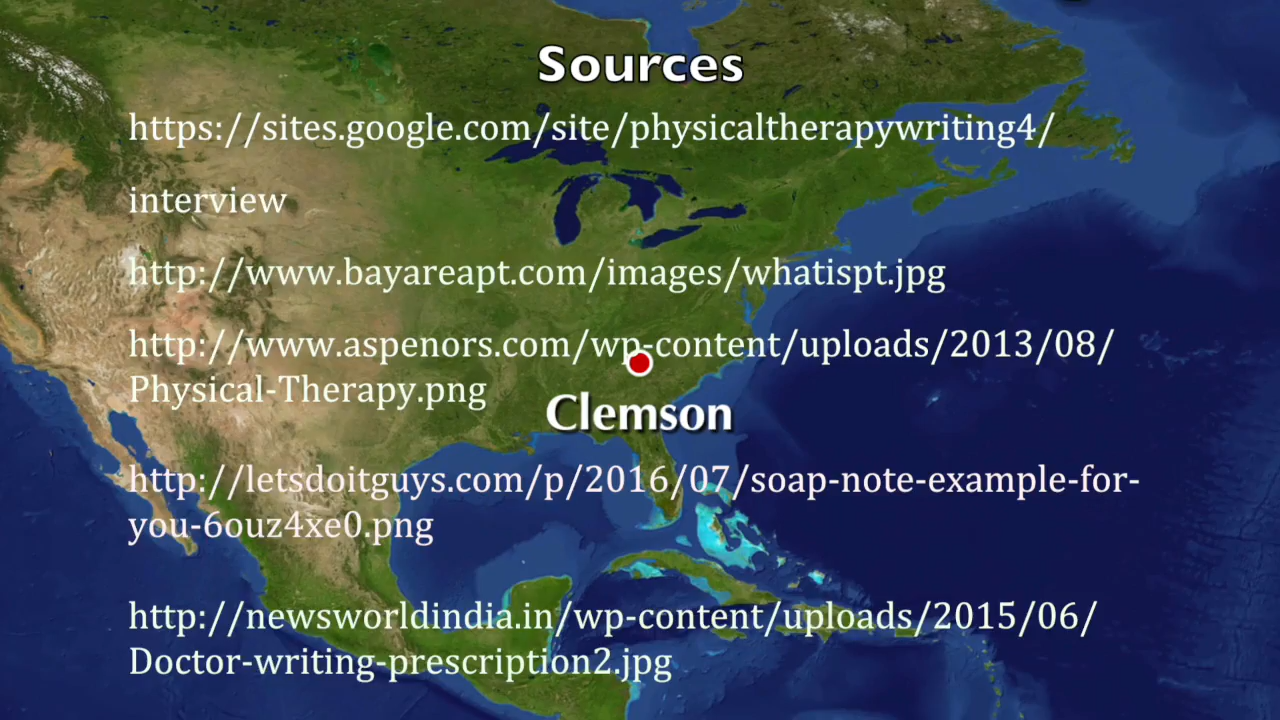 Sources
https://sites.google.com/site/physicaltherapywriting4/
interview
http://www.bayareapt.com/images/whatispt.jpg
http://www.aspenors.com/wp-content/uploads/2013/08/
Physical-Therapy.png
Clemson
http://letsdoitguys.com/p/2016/07/soap-note-example-for-
you-6ouz4xe0.png
http://newsworldindia.in/wp-content/uploads/2015/06/
Doctor-writing-prescription2.jpg